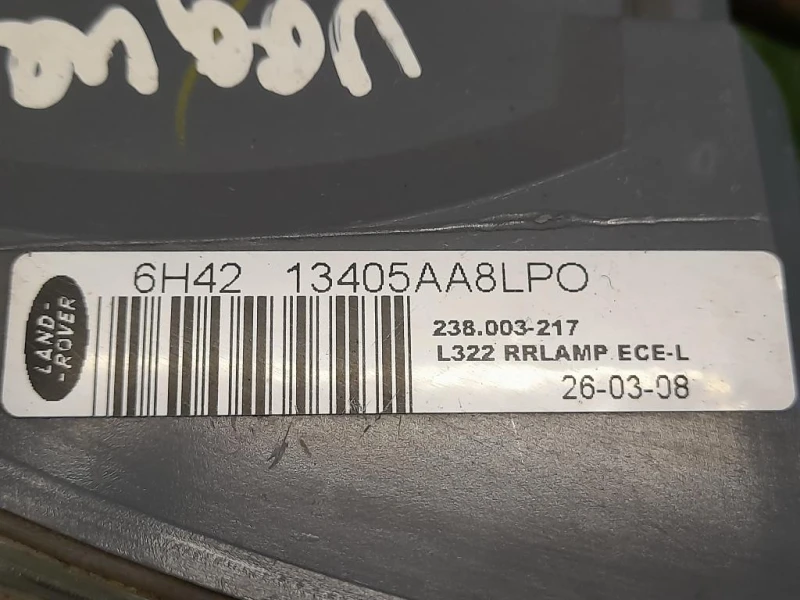 6H42 13405AA8LPO
LAND-
-ROVER
238.003-217
L322 RRLAMP ECE-L
26-03-08